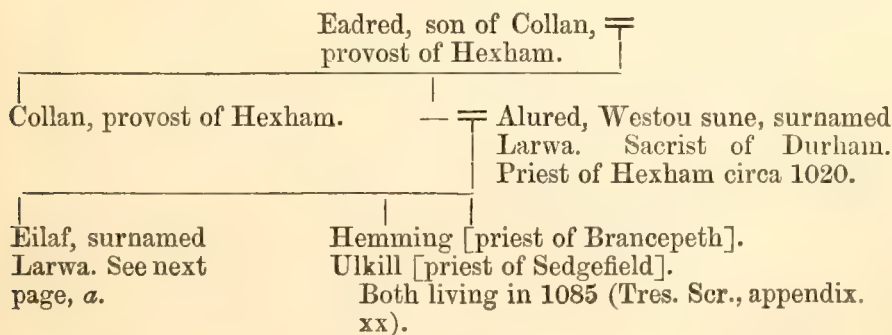 Eadred, son of Collan,
provost of Hexham.
Collan, provost of Hexham.
— Alured, Westou sune, surnamed
Larwa. Sacrist of Durham.
Priest of Hexham circa 1020.
Eilaf, surnamed
Larwa. See next
page, a.
Hemming [priest of Brancepeth].
Ulkill [priest of Sedgefield].
Both living in 1085 (Tres. Scr., appendix.
xx).